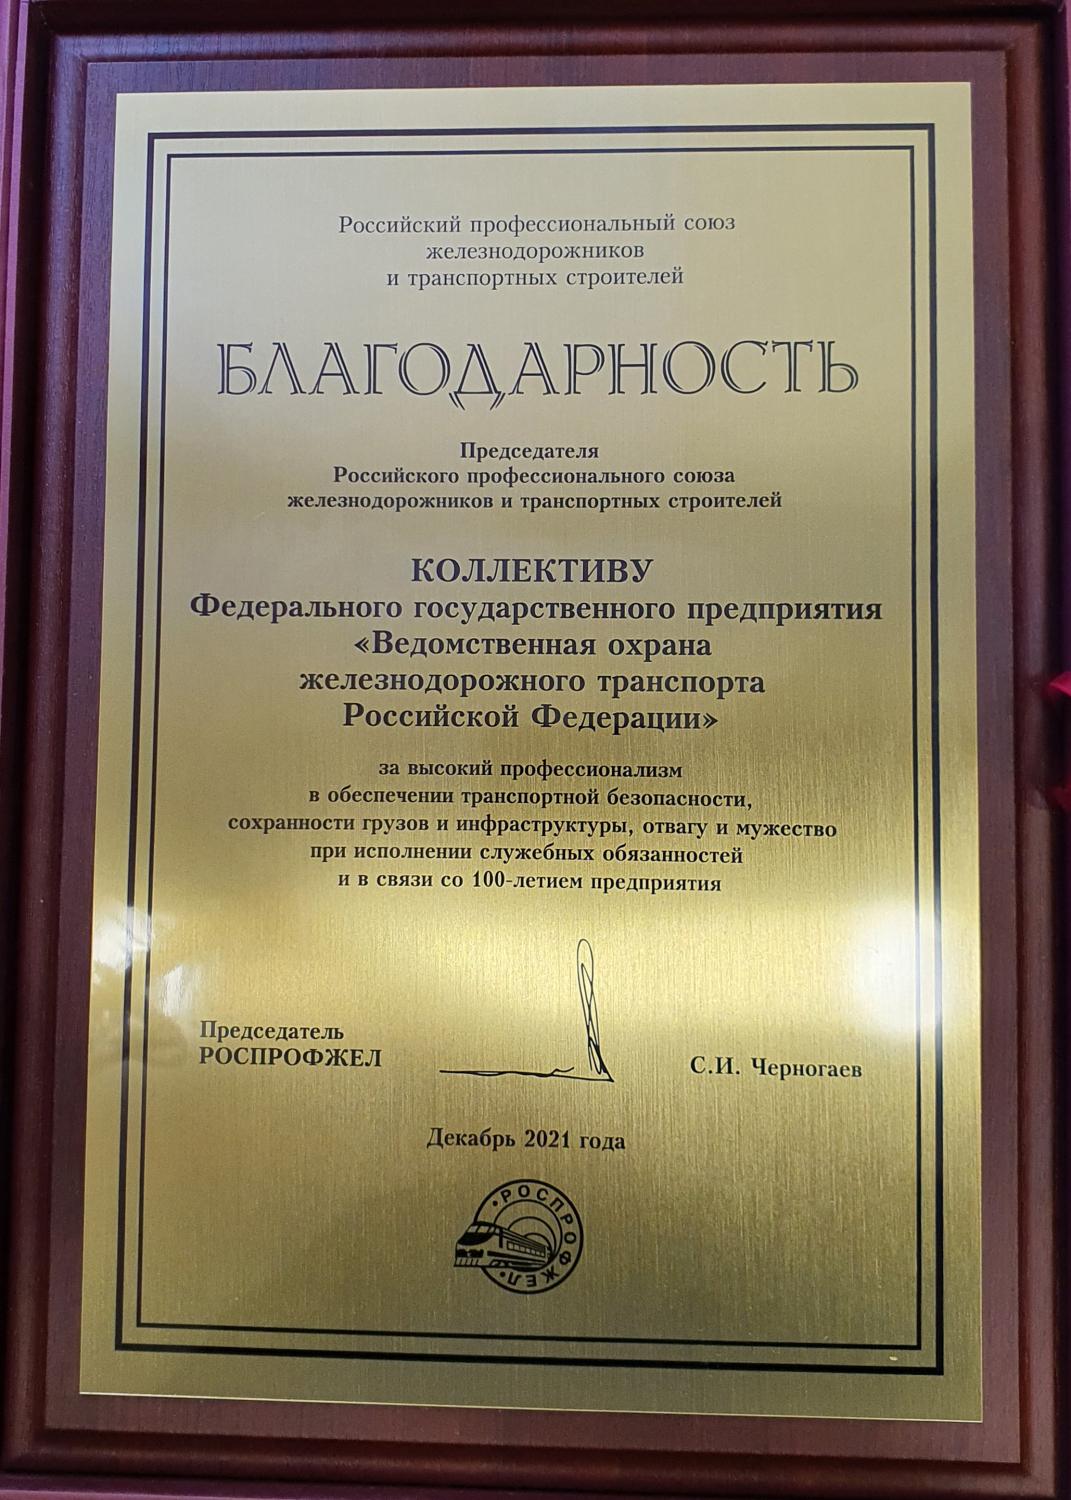 Российский профессиональный союз
железнодорожников
и транспортных строителей
БЛАГОДАРНОСТЬ
Председателя
Российского профессионального союза
железнодорожников и транспортных строителей
КОЛЛЕКТИВУ
Федерального государственного предприятия
«Ведомственная охрана
железнодорожного транспорта
Российской Федерации»
за высокий профессионализм
в обеспечении транспортной безопасности,
сохранности грузов и инфраструктуры, отвагу и мужество
при исполнении служебных обязанностей
и в связи со 100-летием предприятия
Председатель
РОСПРОФЖЕЛ
С.И. Черногаев
Декабрь 2021 года
•РОСПРОФЖЕЛ•